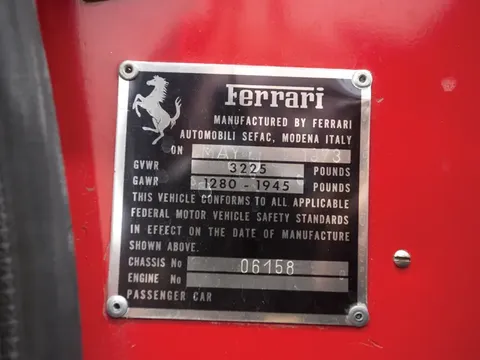 Ferrari
MANUFACTURED BY FERRARI
AUTOMOBILI SEFAC, MODENA ITALY
ON MAY 1973
GVWR 3225 POUNDS
GAWR 1280 - 1945 POUNDS
THIS VEHICLE CONFORMS TO ALL APPLICABLE
FEDERAL MOTOR VEHICLE SAFETY STANDARDS
IN EFFECT ON THE DATE OF MANUFACTURE
SHOWN ABOVE.
CHASSIS No 06158
ENGINE No
PASSENGER CAR